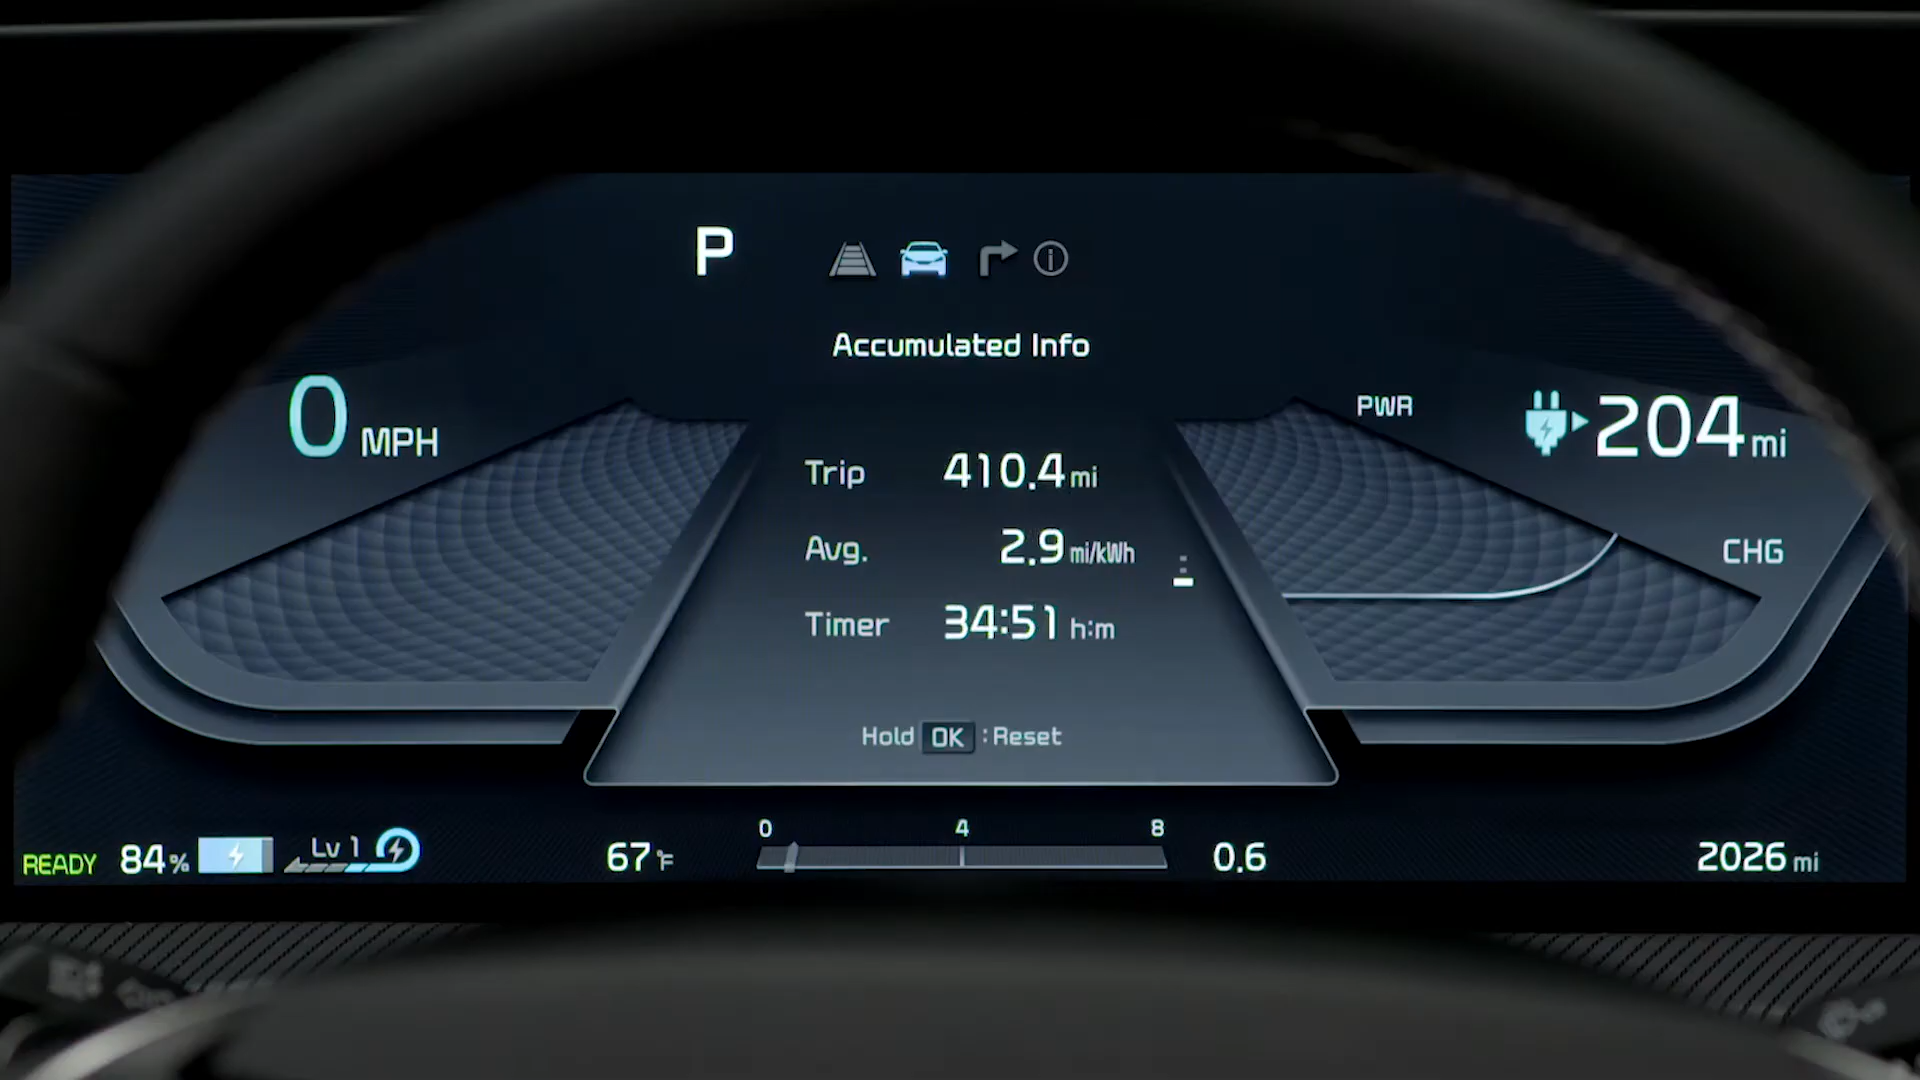 P
Accumulated Info
0 MPH
PWR
204 mi
Trip 410.4 mi
Avg. 2.9 mi/kWh
CHG
Timer 34:51 h:m
Hold OK : Reset
0 4 8
READY 84% Lv 1 67°F 0.6 2026 mi